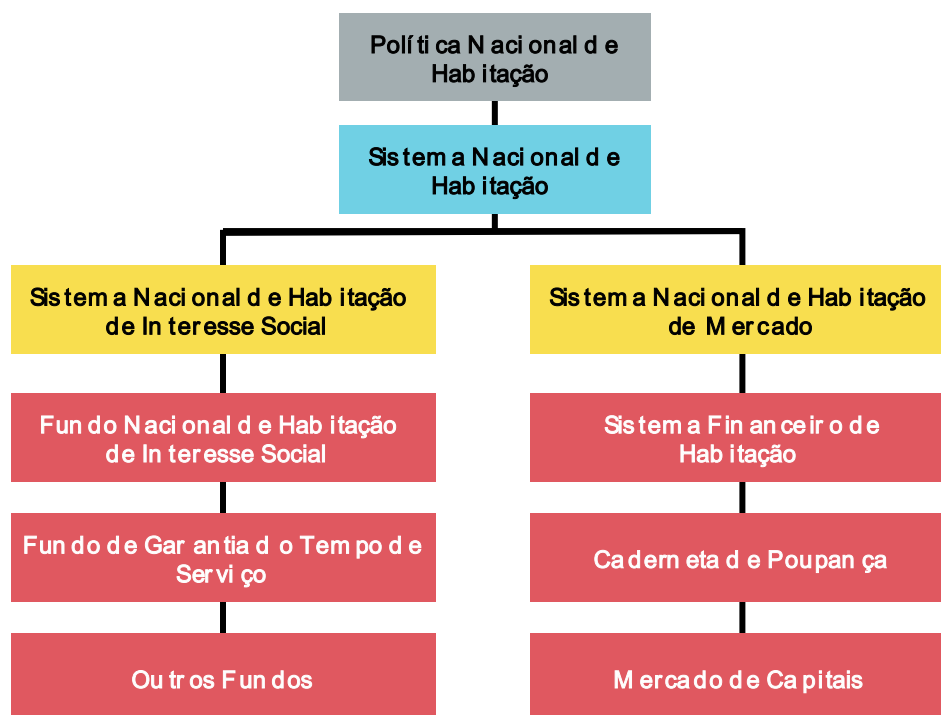 Política Nacional de
Habitação
Sistema Nacional de
Habitação
Sistema Nacional de Habitação
de Interesse Social
Sistema Nacional de Habitação
de Mercado
Fundo Nacional de Habitação
de Interesse Social
Sistema Financeiro de
Habitação
Fundo de Garantia do Tempo de
Serviço
Caderneta de Poupança
Outros Fundos
Mercado de Capitais